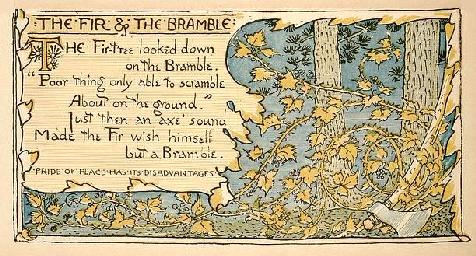 THE·FIR·&·THE·BRAMBLE·
THE Fir-tree looked down
on the Bramble.
"Poor thing only able to scramble
About on the ground."
Just then an axe' sound
Made the Fir wish himself
but a Bramble.
"PRIDE·OF·PLACE·HAS·ITS·DISADVANTAGES"